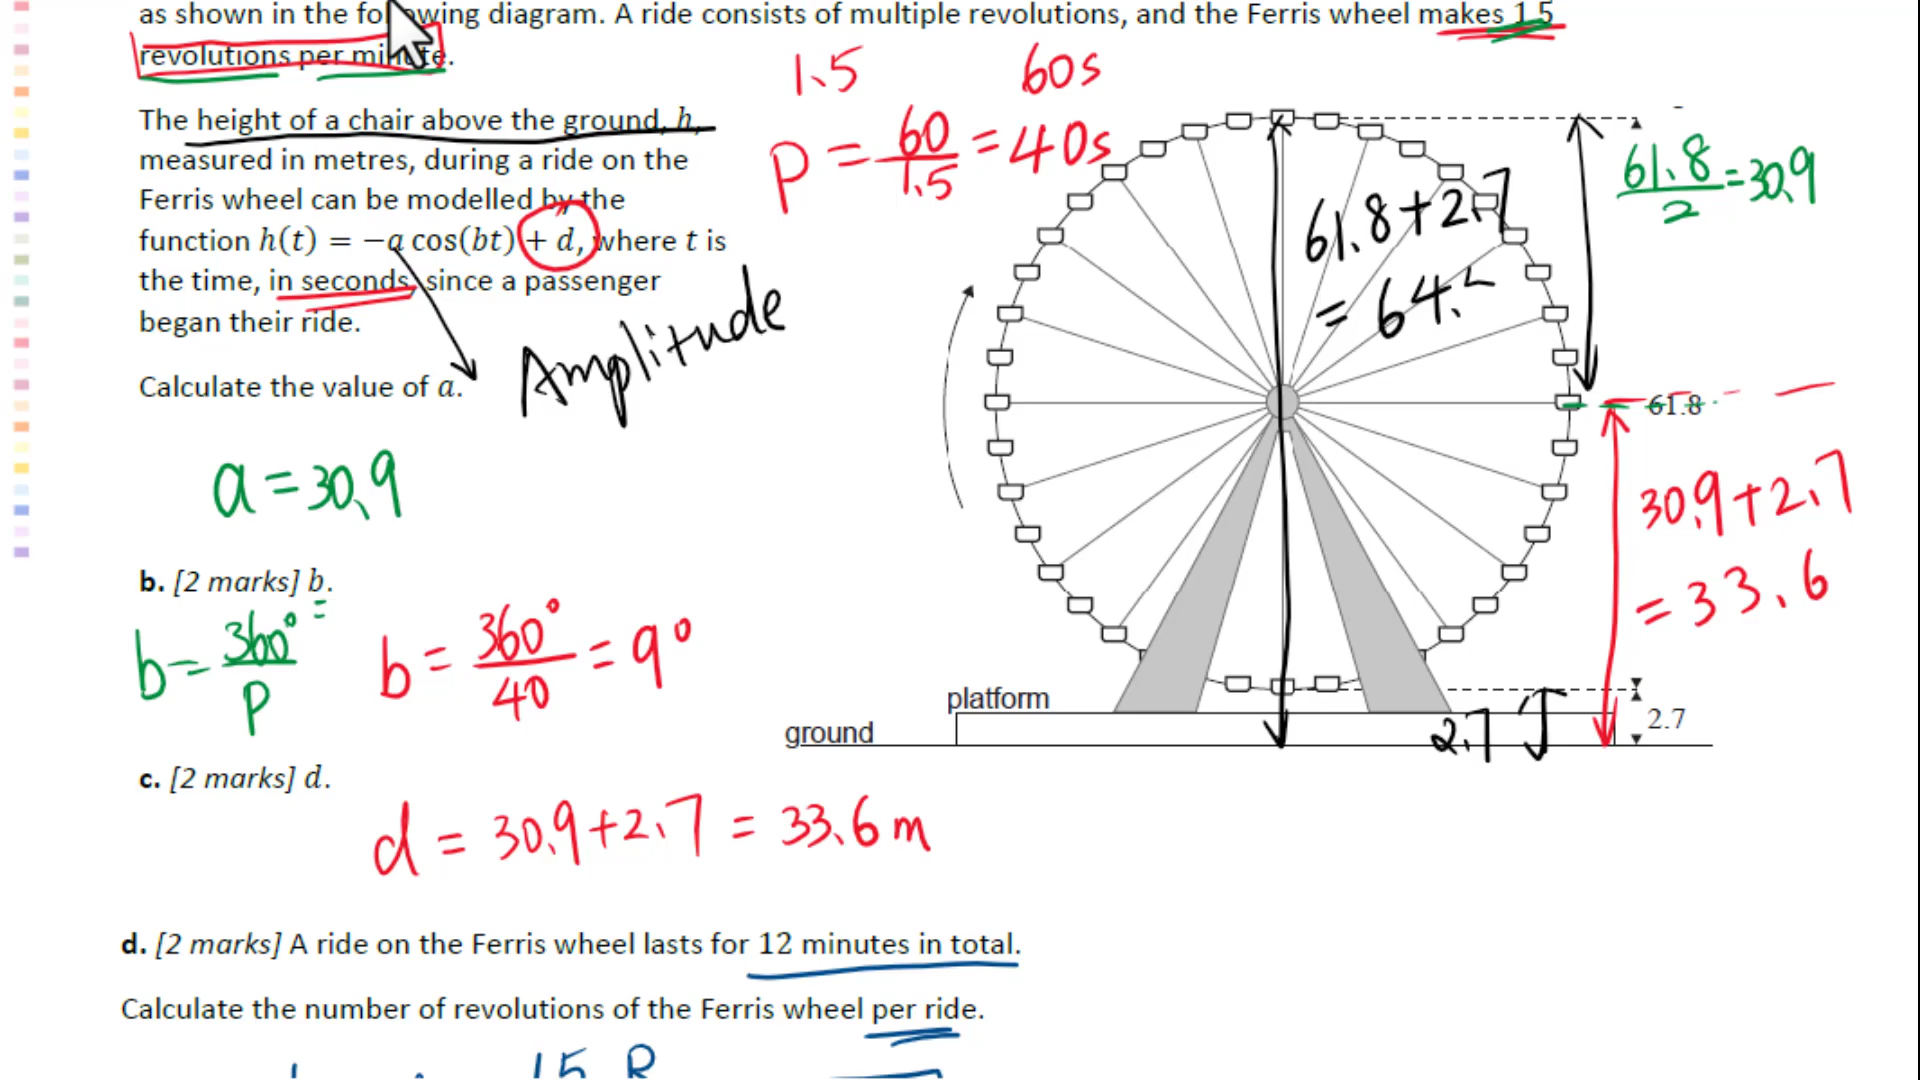 as shown in the following diagram. A ride consists of multiple revolutions, and the Ferris wheel makes 1.5
revolutions per minute.
1.5 60s
The height of a chair above the ground, h,
measured in metres, during a ride on the
Ferris wheel can be modelled by the
function h(t) = −a cos(bt) + d, where t is
the time, in seconds, since a passenger
began their ride.
P = 60/1.5 = 40s
61.8/2 = 30.9
61.8+2.7
= 64.
Amplitude
Calculate the value of a.
61.8
a = 30.9
30.9+2.7
= 33.6
b. [2 marks] b.
b = 360°/P =
b = 360°/40 = 9°
platform
ground
2.7
2.7
c. [2 marks] d.
d = 30.9+2.7 = 33.6 m
d. [2 marks] A ride on the Ferris wheel lasts for 12 minutes in total.
Calculate the number of revolutions of the Ferris wheel per ride.